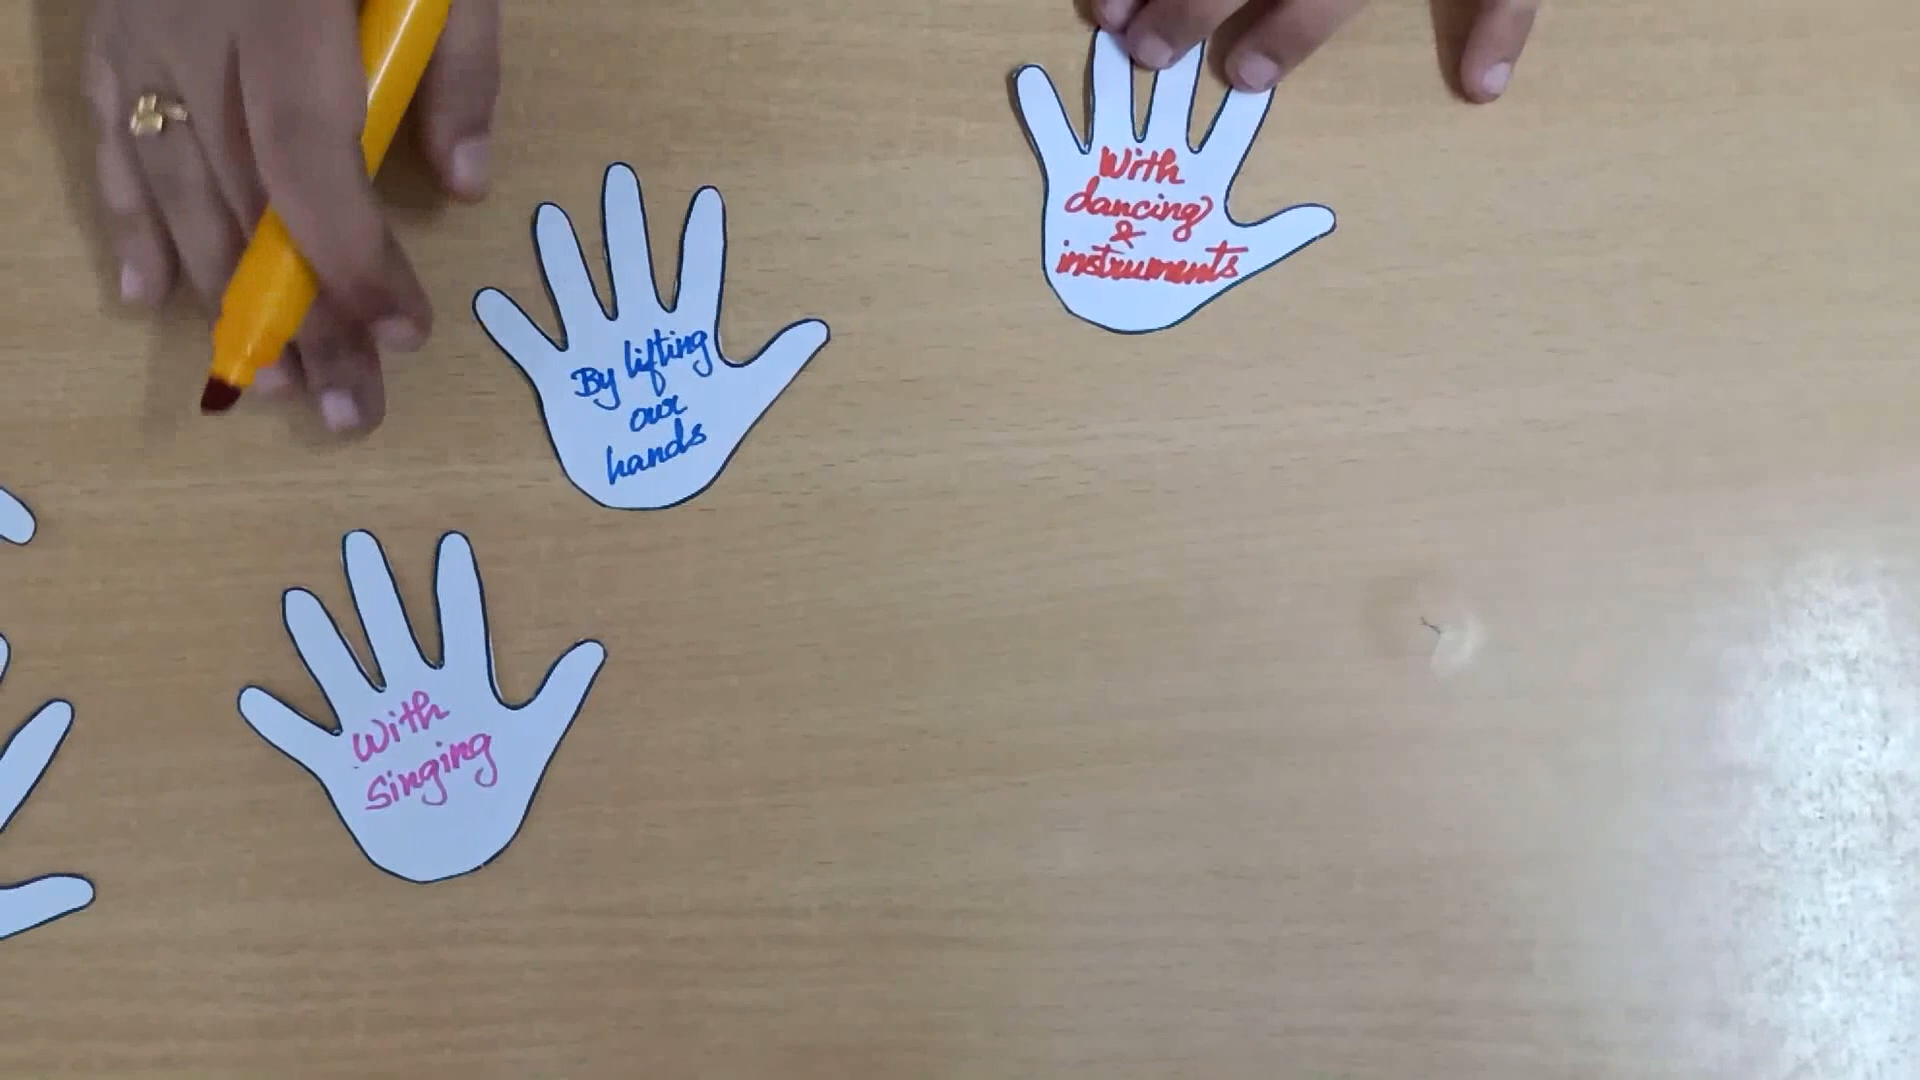 With
dancing
&
instruments
By lifting
our
hands
With
singing